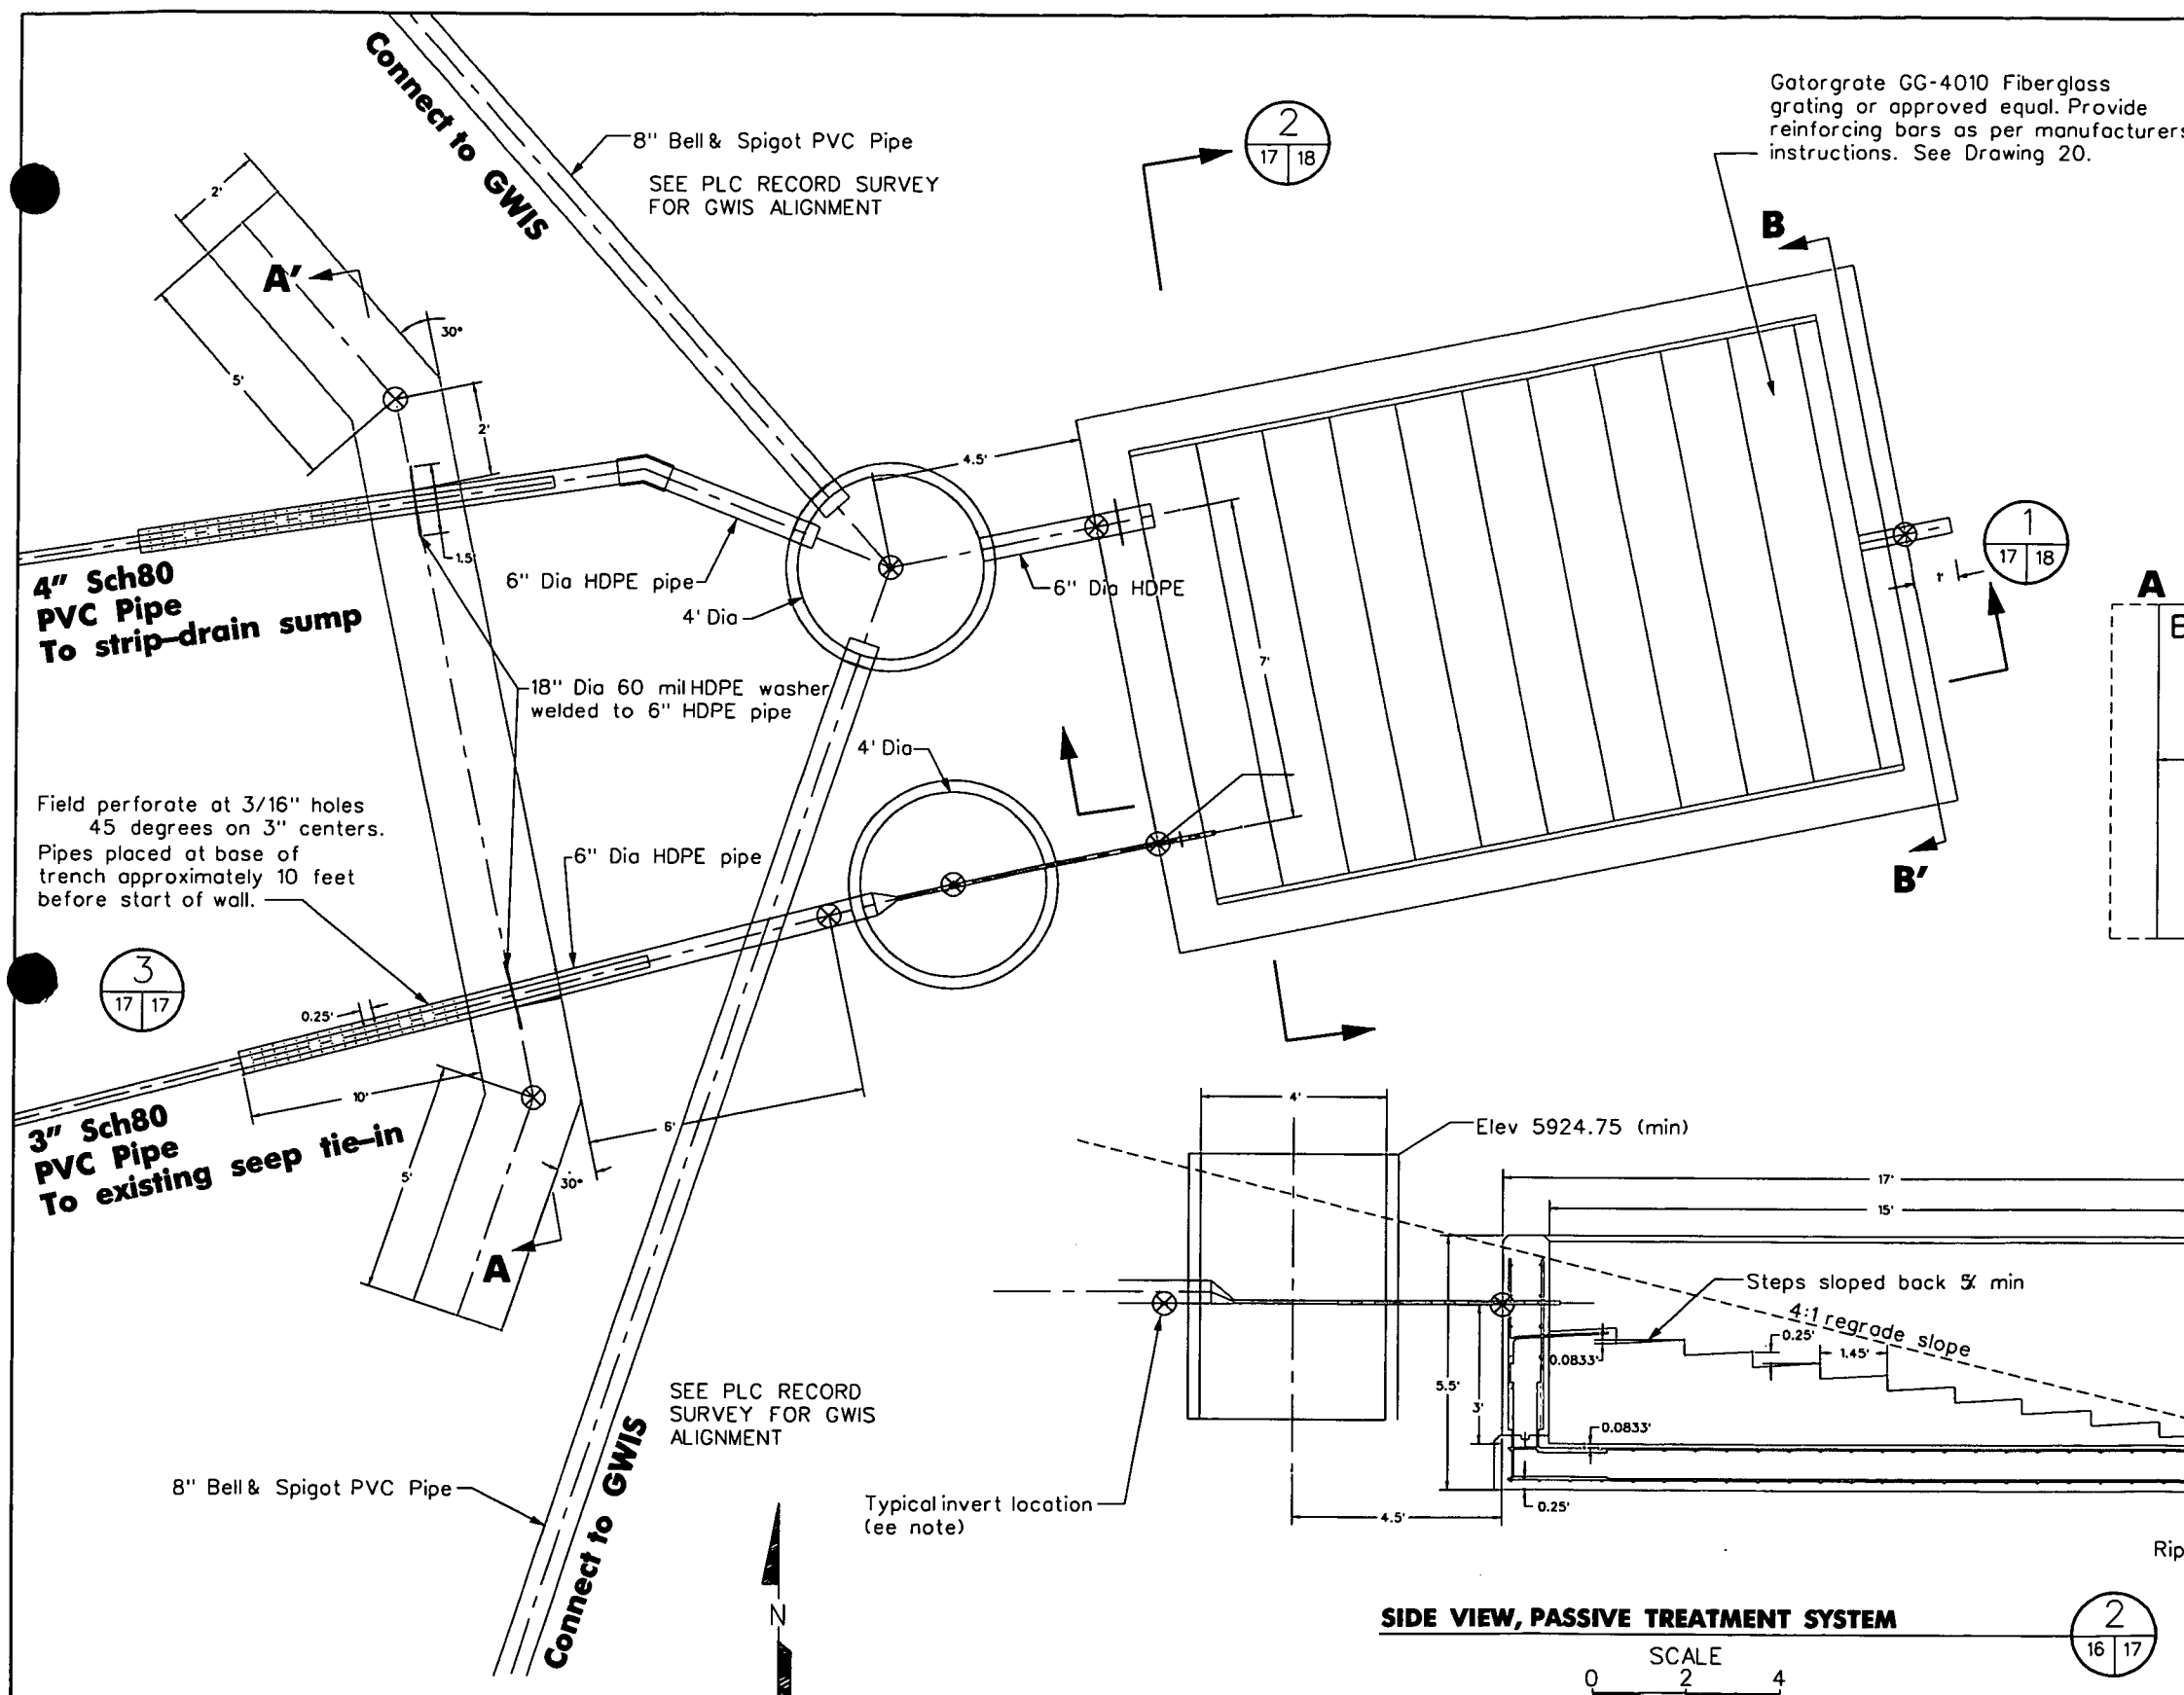 Connect to GWIS
8" Bell & Spigot PVC Pipe
SEE PLC RECORD SURVEY
FOR GWIS ALIGNMENT
2
17 18
Gatorgrate GG-4010 Fiberglass
grating or approved equal. Provide
reinforcing bars as per manufacturers
instructions. See Drawing 20.
B
2'
A'
30°
5'
2'
4.5'
1.5'
4" Sch80
PVC Pipe
To strip-drain sump
6" Dia HDPE pipe
4' Dia
6" Dia HDPE
1
17 18
1'
A
7'
18" Dia 60 mil HDPE washer
welded to 6" HDPE pipe
4' Dia
Field perforate at 3/16" holes
45 degrees on 3" centers.
Pipes placed at base of
trench approximately 10 feet
before start of wall.
6" Dia HDPE pipe
B'
3
17 17
0.25'
10'
3" Sch80
PVC Pipe
To existing seep tie-in
6'
5'
30°
A
4'
Elev 5924.75 (min)
17'
15'
Steps sloped back 5% min
4:1 regrade slope
0.25'
1.45'
0.0833'
5.5'
3'
0.0833'
0.25'
4.5'
SEE PLC RECORD
SURVEY FOR GWIS
ALIGNMENT
8" Bell & Spigot PVC Pipe
Connect to GWIS
Typical invert location
(ee note)
N
Rip
SIDE VIEW, PASSIVE TREATMENT SYSTEM
2
16 17
SCALE
0 2 4